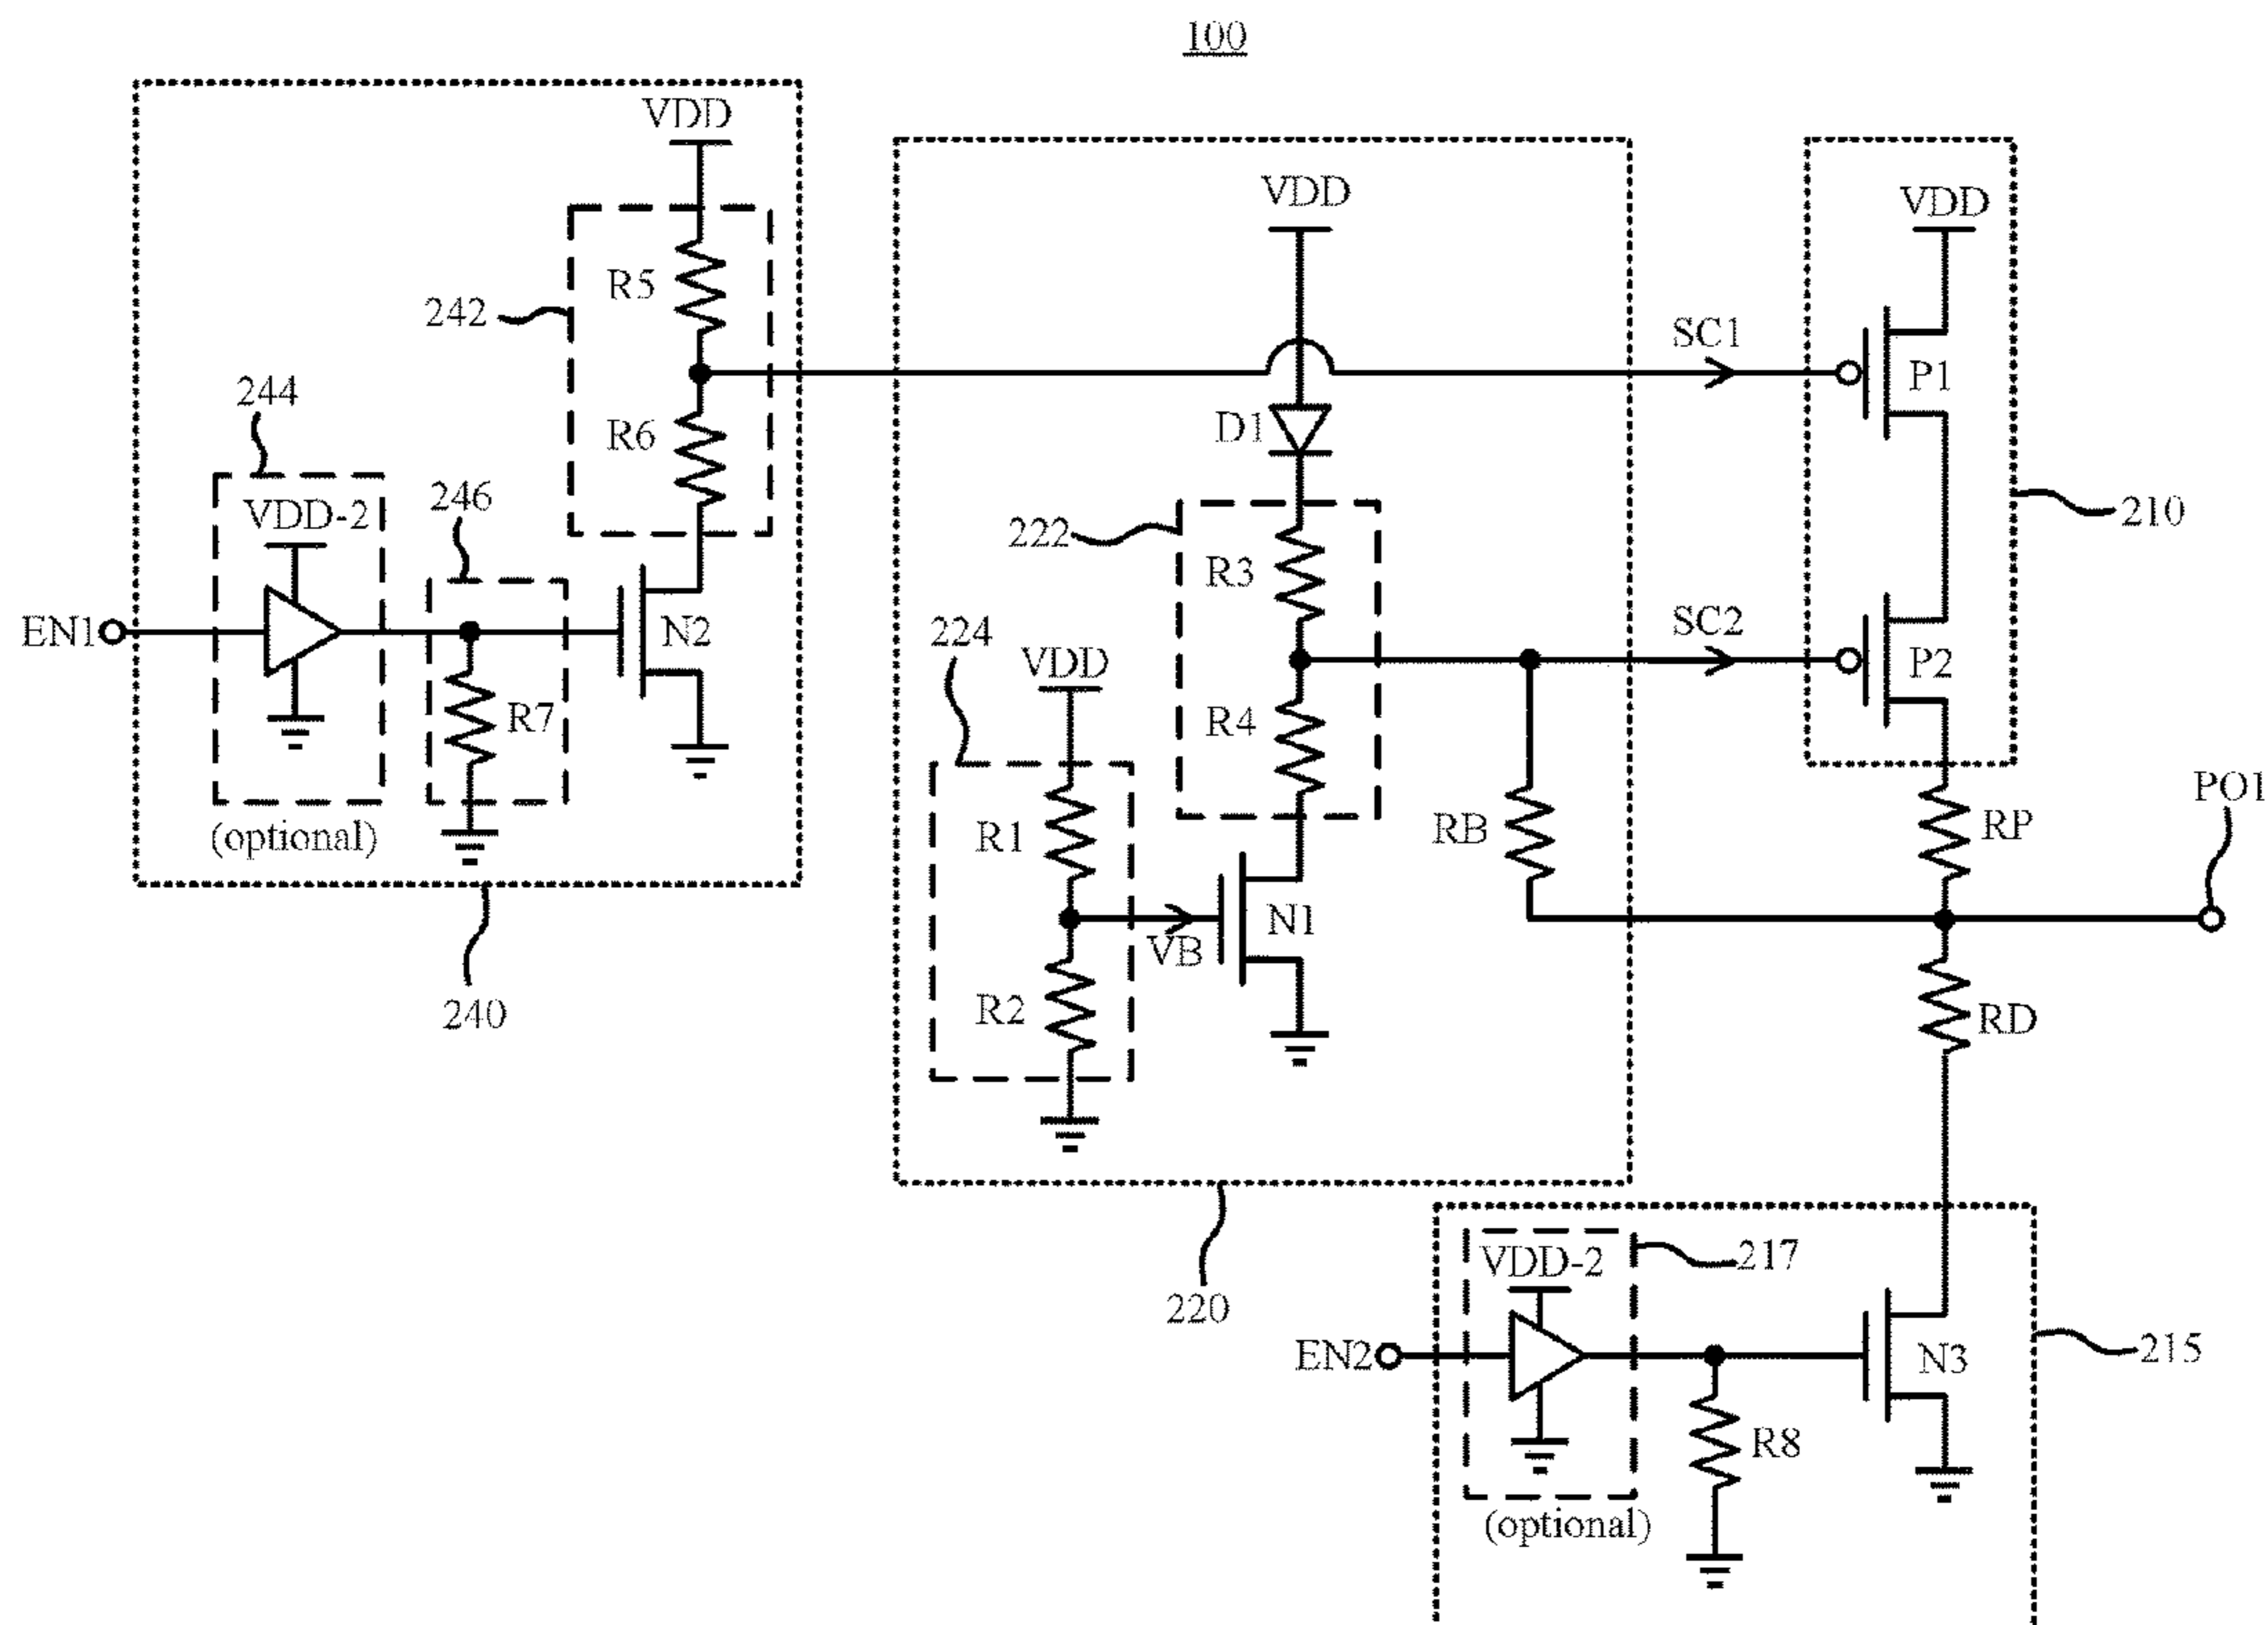 100
VDD
VDD
VDD
R5
242
SC1
P1
244
D1
R6
246
VDD-2
210
222
R3
EN1
N2
224
SC2
VDD
P2
R7
R4
PO1
(optional)
R1
RB
RP
VB
N1
240
R2
RD
VDD-2
217
220
EN2
N3
215
R8
(optional)